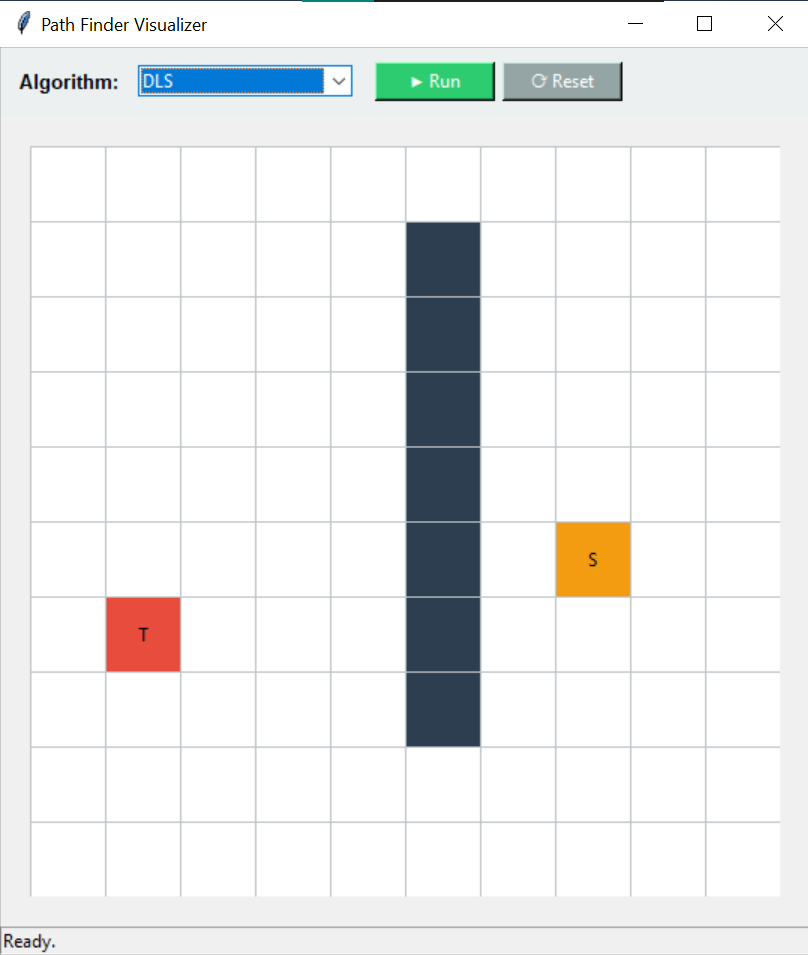 Path Finder Visualizer
Algorithm: DLS ► Run ⟳ Reset
S
T
Ready.